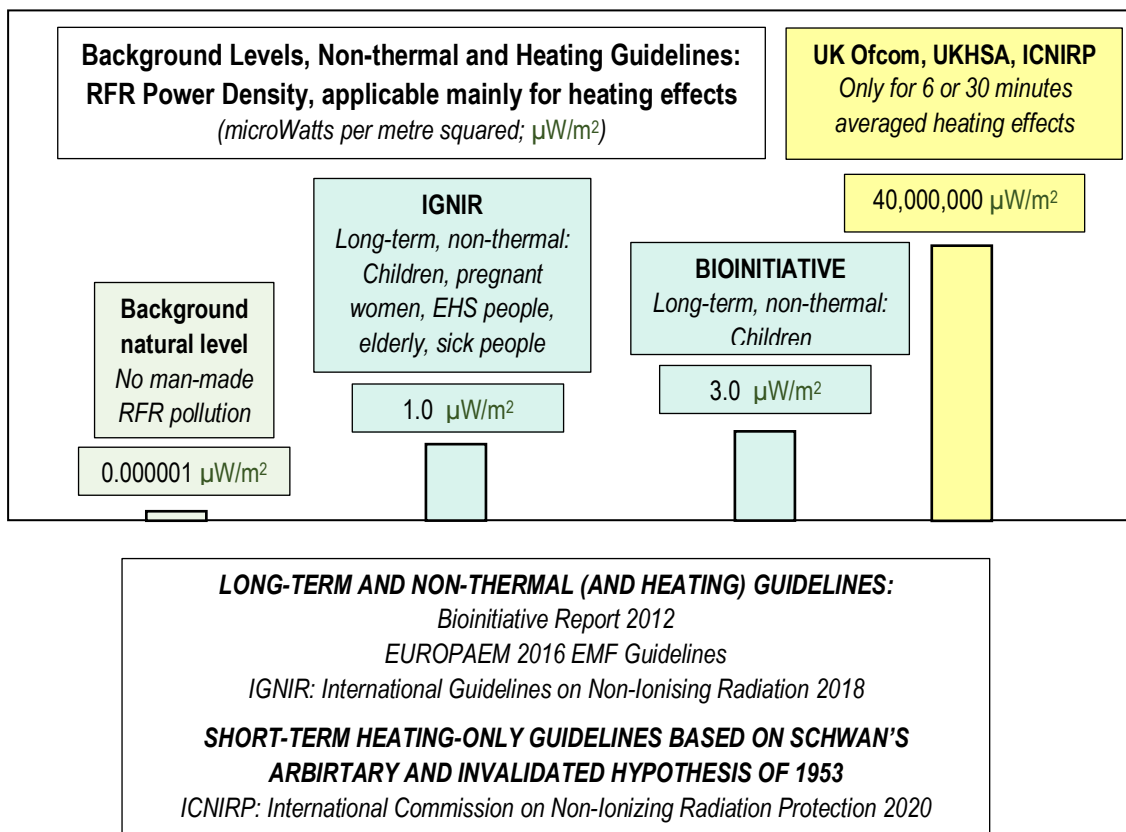 Background Levels, Non-thermal and Heating Guidelines:
RFR Power Density, applicable mainly for heating effects
(microWatts per metre squared; µW/m²)
UK Ofcom, UKHSA, ICNIRP
Only for 6 or 30 minutes
averaged heating effects
40,000,000 µW/m²
IGNIR
Long-term, non-thermal:
Children, pregnant
women, EHS people,
elderly, sick people
1.0 µW/m²
BIOINITIATIVE
Long-term, non-thermal:
Children
3.0 µW/m²
Background
natural level
No man-made
RFR pollution
0.000001 µW/m²
LONG-TERM AND NON-THERMAL (AND HEATING) GUIDELINES:
Bioinitiative Report 2012
EUROPAEM 2016 EMF Guidelines
IGNIR: International Guidelines on Non-Ionising Radiation 2018
SHORT-TERM HEATING-ONLY GUIDELINES BASED ON SCHWAN'S
ARBIRTARY AND INVALIDATED HYPOTHESIS OF 1953
ICNIRP: International Commission on Non-Ionizing Radiation Protection 2020